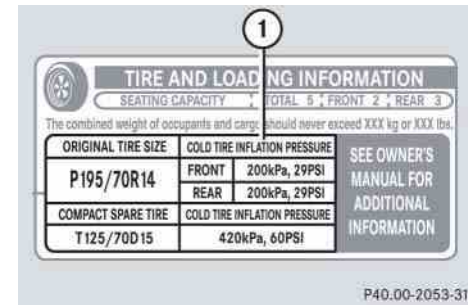 1
TIRE AND LOADING INFORMATION
SEATING CAPACITY TOTAL 5 FRONT 2 REAR 3
The combined weight of occupants and cargo should never exceed XXX kg or XXX lbs.
ORIGINAL TIRE SIZE
COLD TIRE INFLATION PRESSURE
P195/70R14
FRONT 200kPa, 29PSI
REAR 200kPa, 29PSI
COMPACT SPARE TIRE
COLD TIRE INFLATION PRESSURE
T125/70D15
420kPa, 60PSI
SEE OWNER'S
MANUAL FOR
ADDITIONAL
INFORMATION
P40.00-2053-31